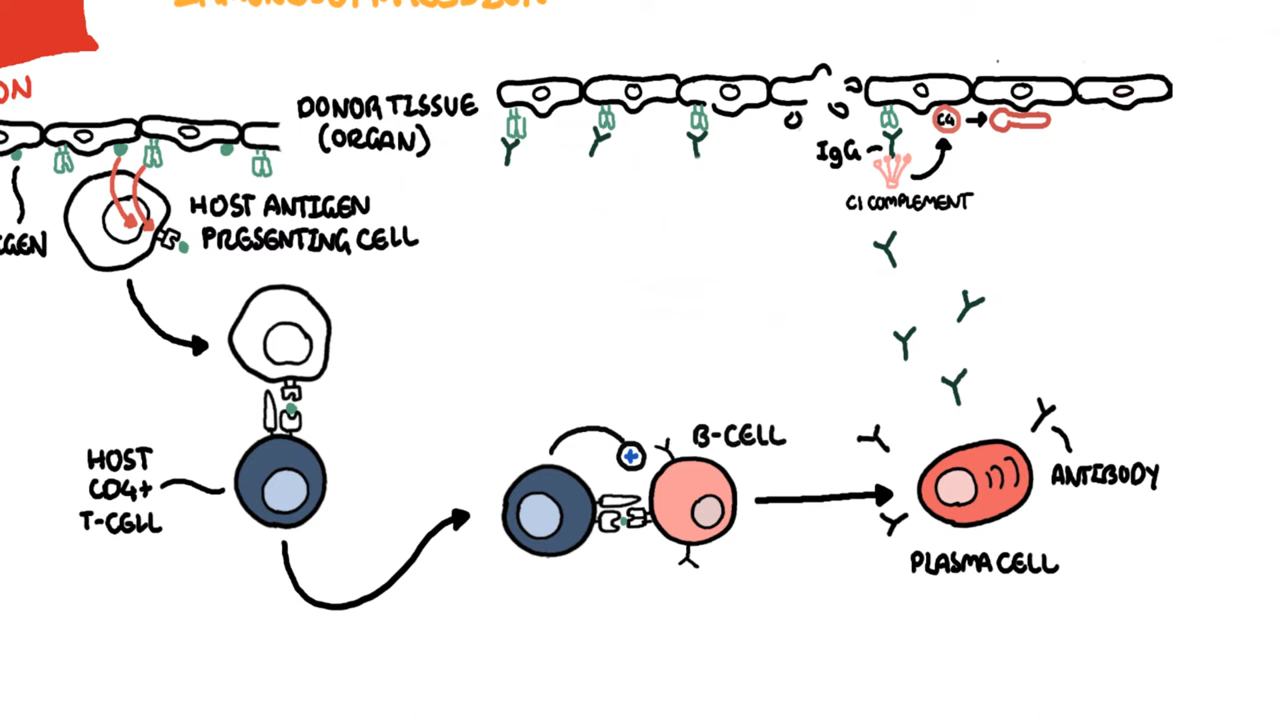 ON
DONOR TISSUE
(ORGAN)
HOST ANTIGEN
PRESENTING CELL
HOST
CD4+
T-CELL
B-CELL
PLASMA CELL
ANTIBODY
IgG
C4
C1 COMPLEMENT